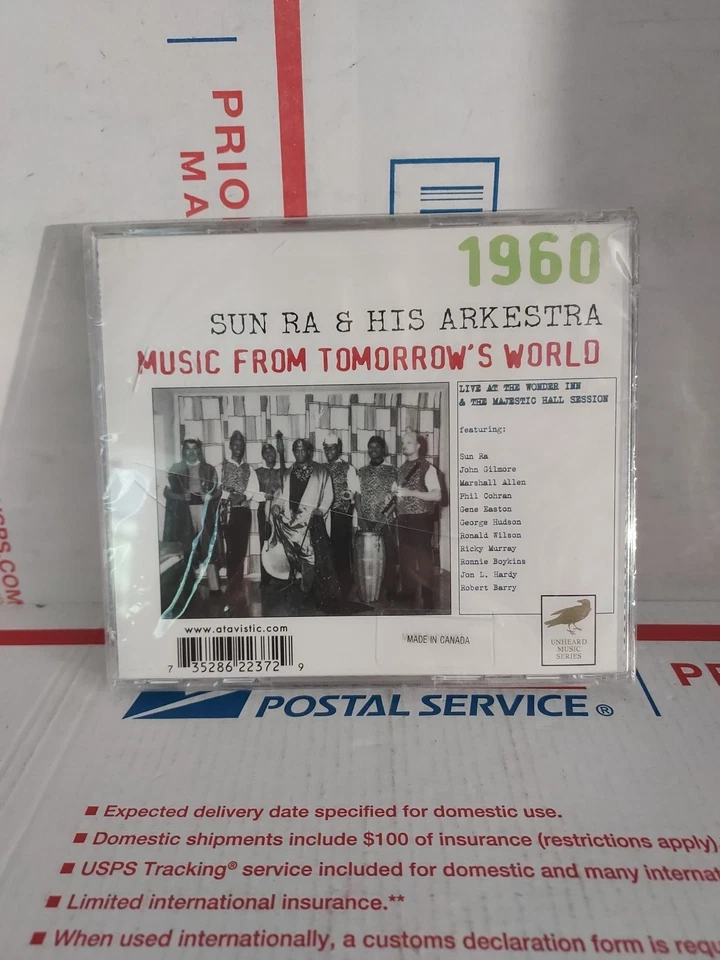 PRIO
MA
1960
SUN RA & HIS ARKESTRA
MUSIC FROM TOMORROW'S WORLD
LIVE AT THE WONDER INN
& THE MAJESTIC HALL SESSION
featuring:
Sun Ra
John Gilmore
Marshall Allen
Phil Cohran
Gene Easton
George Hudson
Ronald Wilson
Ricky Murray
Ronnie Boykins
Jon L. Hardy
Robert Barry
www.atavistic.com
7 35286 22372 9
MADE IN CANADA
UNHEARD
MUSIC
SERIES
SPS.COM
PR
POSTAL SERVICE®
■ Expected delivery date specified for domestic use.
■ Domestic shipments include $100 of insurance (restrictions apply)
■ USPS Tracking® service included for domestic and many internat
■ Limited international insurance.**
■ When used internationally, a customs declaration form is requ